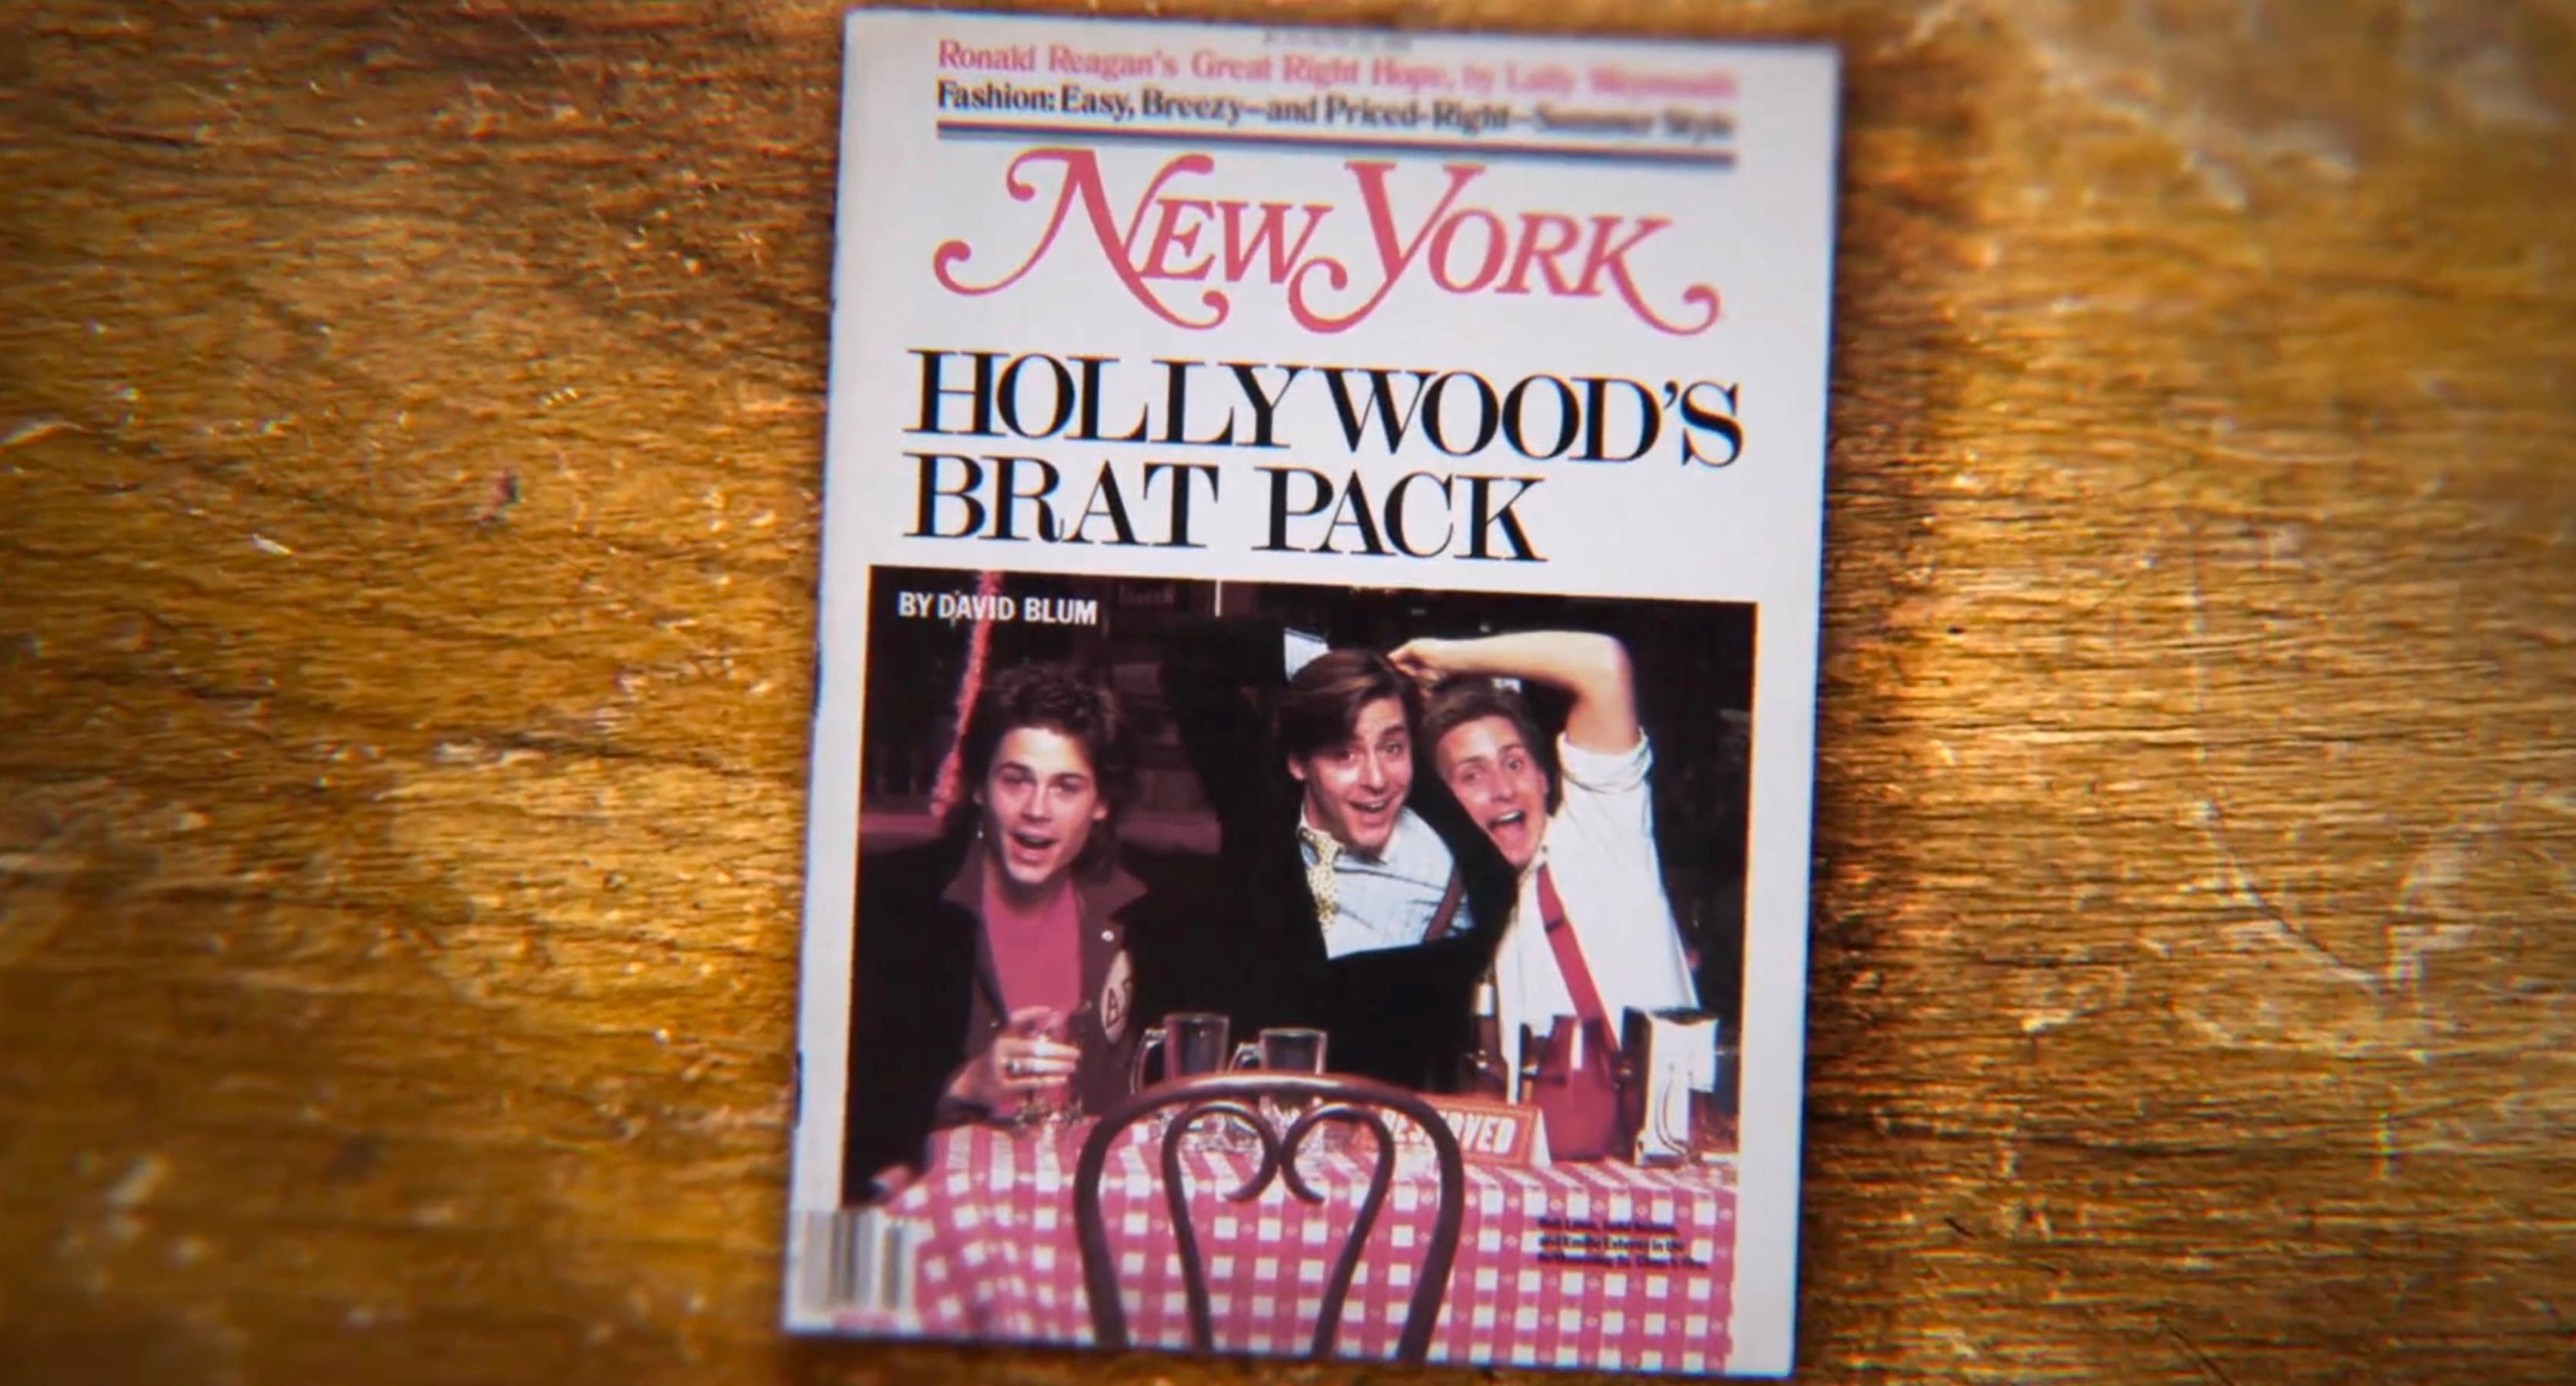 Ronald Reagan's Great Right Hope, by Lally
Fashion: Easy, Breezy—and Priced-Right—Summer Style
NEW YORK
HOLLYWOOD'S
BRAT PACK
BY DAVID BLUM
A
RESERVED